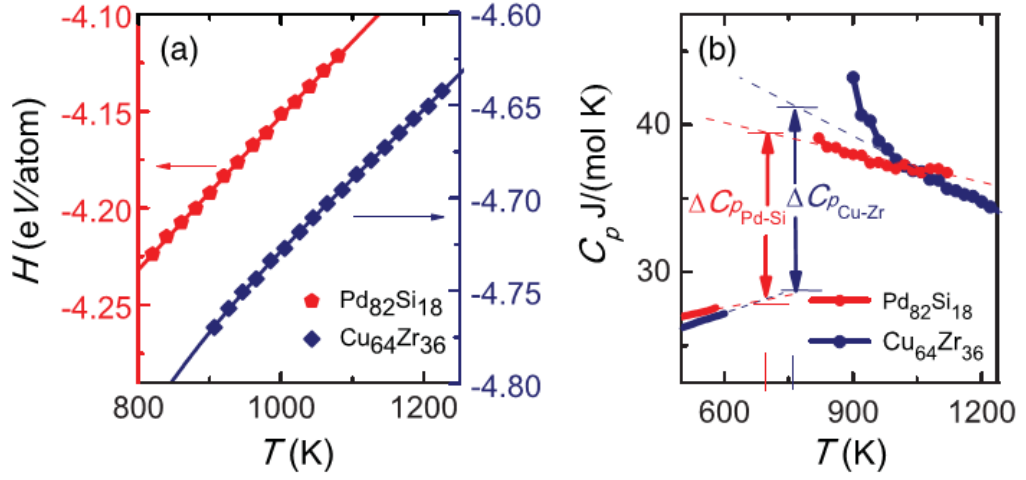 (a)
H (eV/atom)
-4.10
-4.15
-4.20
-4.25
-4.60
-4.65
-4.70
-4.75
-4.80
Pd82Si18
Cu64Zr36
800
1000
1200
T (K)
(b)
Cp J/(mol K)
40
30
ΔCpPd-Si
ΔCpCu-Zr
Pd82Si18
Cu64Zr36
600
900
1200
T (K)